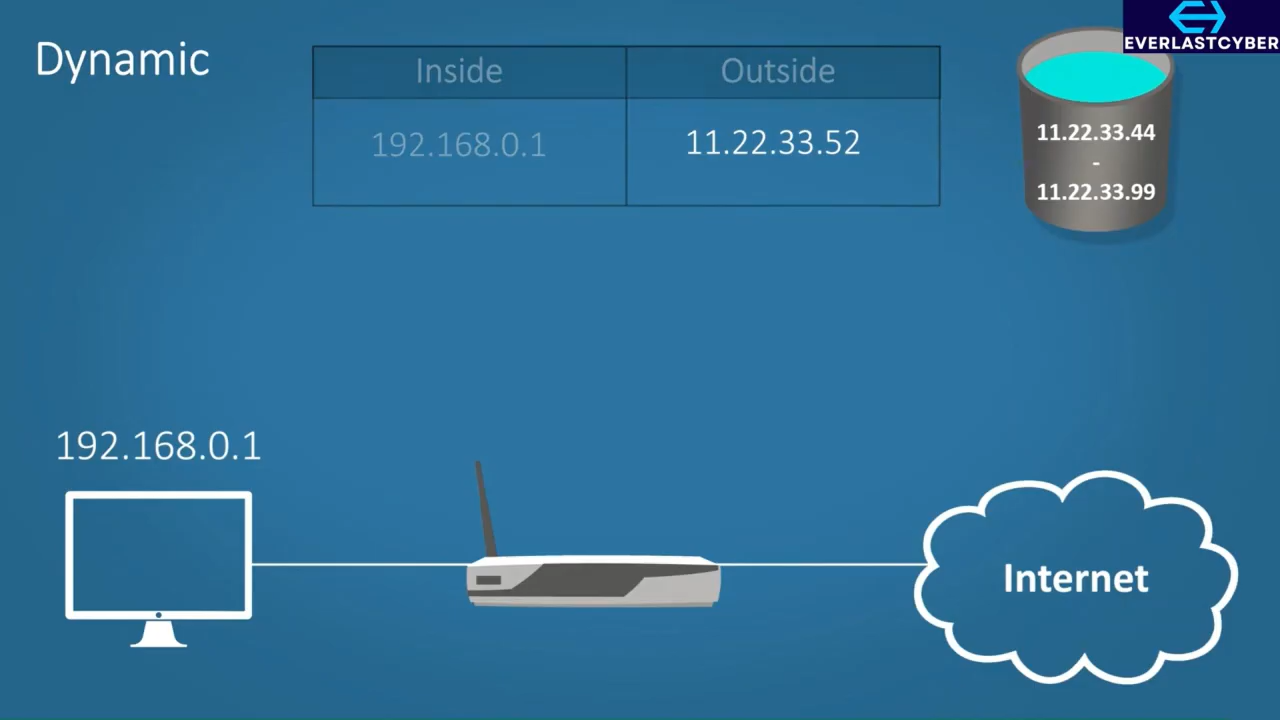 Dynamic
Inside
Outside
192.168.0.1
11.22.33.52
EVERLASTCYBER
11.22.33.44
-
11.22.33.99
192.168.0.1
Internet